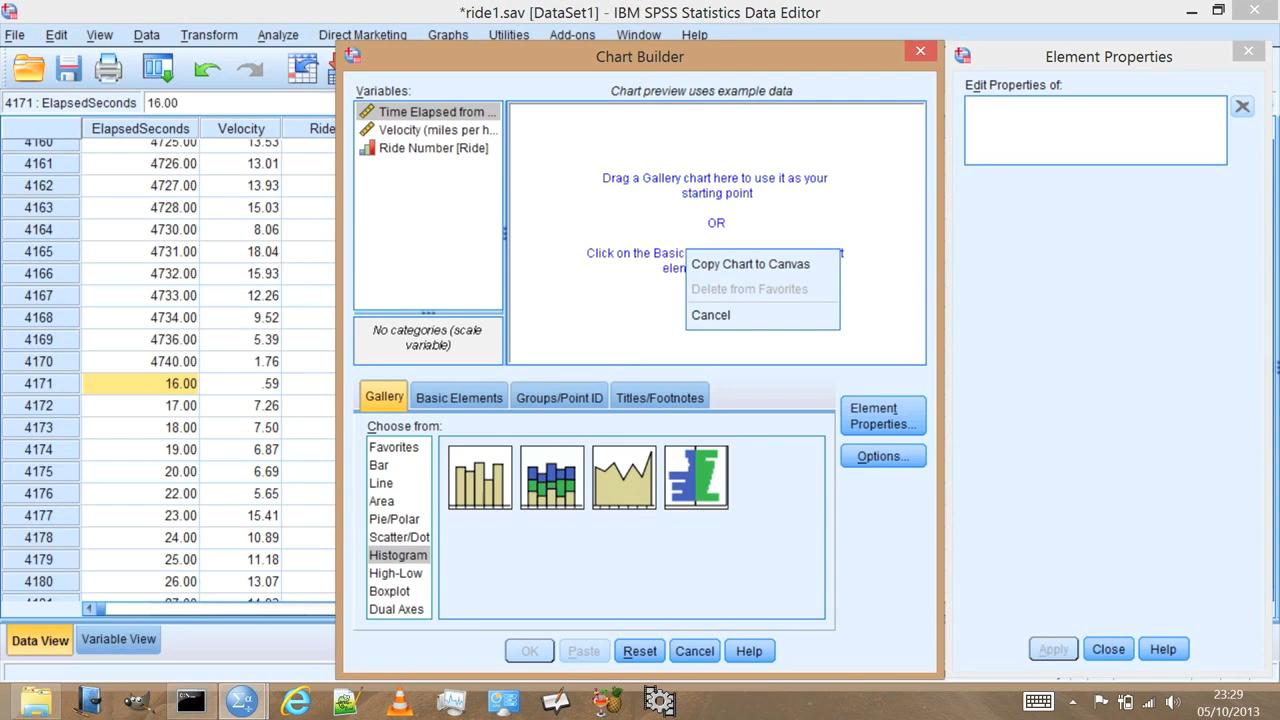 *ride1.sav [DataSet1] - IBM SPSS Statistics Data Editor
File Edit View Data Transform Analyze Direct Marketing Graphs Utilities Add-ons Window Help
4171 : ElapsedSeconds 16.00
ElapsedSeconds Velocity Ride
4160 4725.00 13.53
4161 4726.00 13.01
4162 4727.00 13.93
4163 4728.00 15.03
4164 4730.00 8.06
4165 4731.00 18.04
4166 4732.00 15.93
4167 4733.00 12.26
4168 4734.00 9.52
4169 4736.00 5.39
4170 4740.00 1.76
4171 16.00 .59
4172 17.00 7.26
4173 18.00 7.50
4174 19.00 6.87
4175 20.00 6.69
4176 22.00 5.65
4177 23.00 15.41
4178 24.00 10.89
4179 25.00 11.18
4180 26.00 13.07
Data View Variable View
Chart Builder
Variables:
Time Elapsed from ...
Velocity (miles per h...
Ride Number [Ride]
No categories (scale
variable)
Chart preview uses example data
Drag a Gallery chart here to use it as your
starting point
OR
Click on the Basic
Copy Chart to Canvas
Delete from Favorites
Cancel
Gallery Basic Elements Groups/Point ID Titles/Footnotes
Choose from:
Favorites
Bar
Line
Area
Pie/Polar
Scatter/Dot
Histogram
High-Low
Boxplot
Dual Axes
Element
Properties...
Options...
OK Paste Reset Cancel Help
Element Properties
Edit Properties of:
Apply Close Help
23:29
05/10/2013